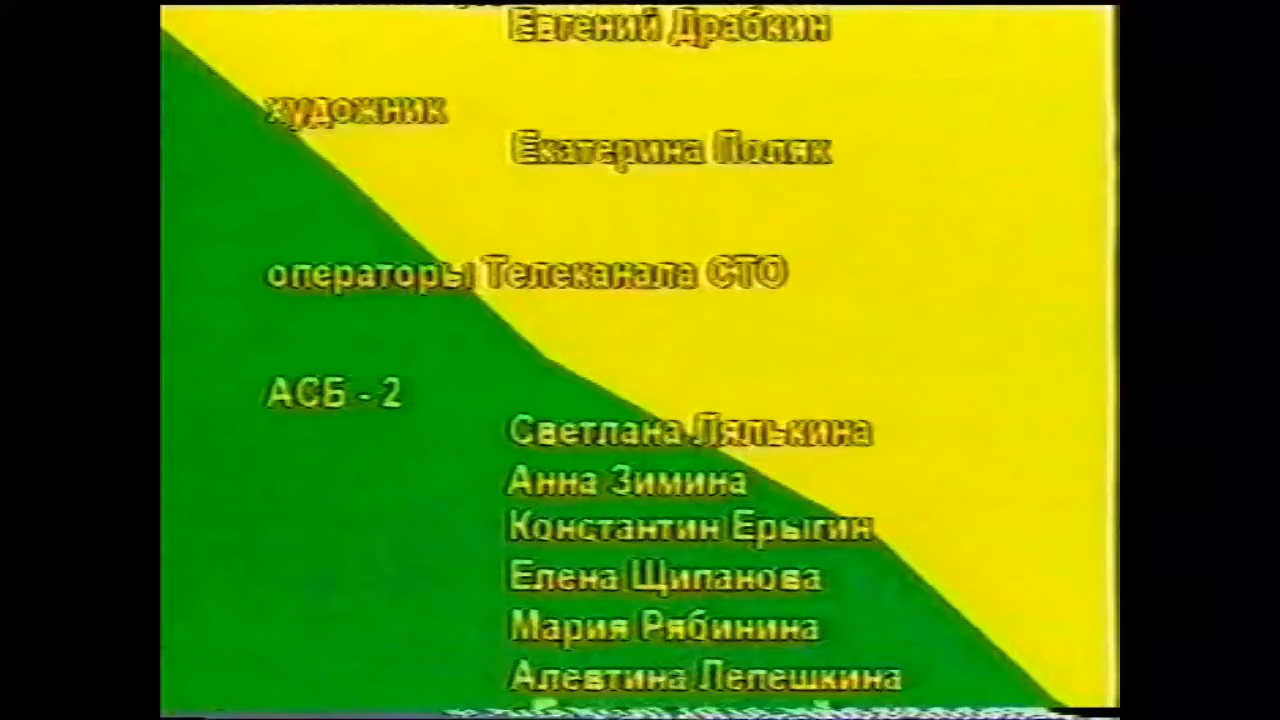 Евгений Драбкин
художник
Екатерина Поляк
операторы Телеканала СТО
АСБ - 2
Светлана Лялькина
Анна Зимина
Константин Ерыгин
Елена Щипанова
Мария Рябинина
Алевтина Лепешкина